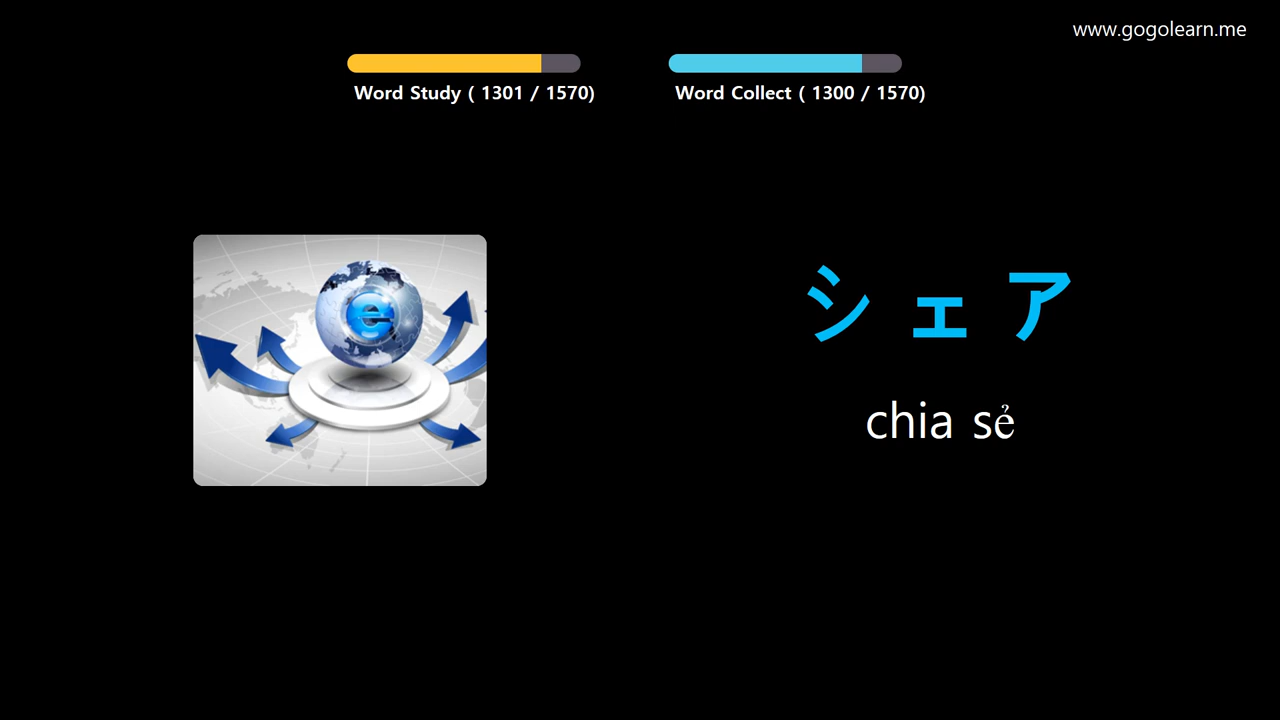 www.gogolearn.me
Word Study ( 1301 / 1570)
Word Collect ( 1300 / 1570)
e
シェア
chia sẻ